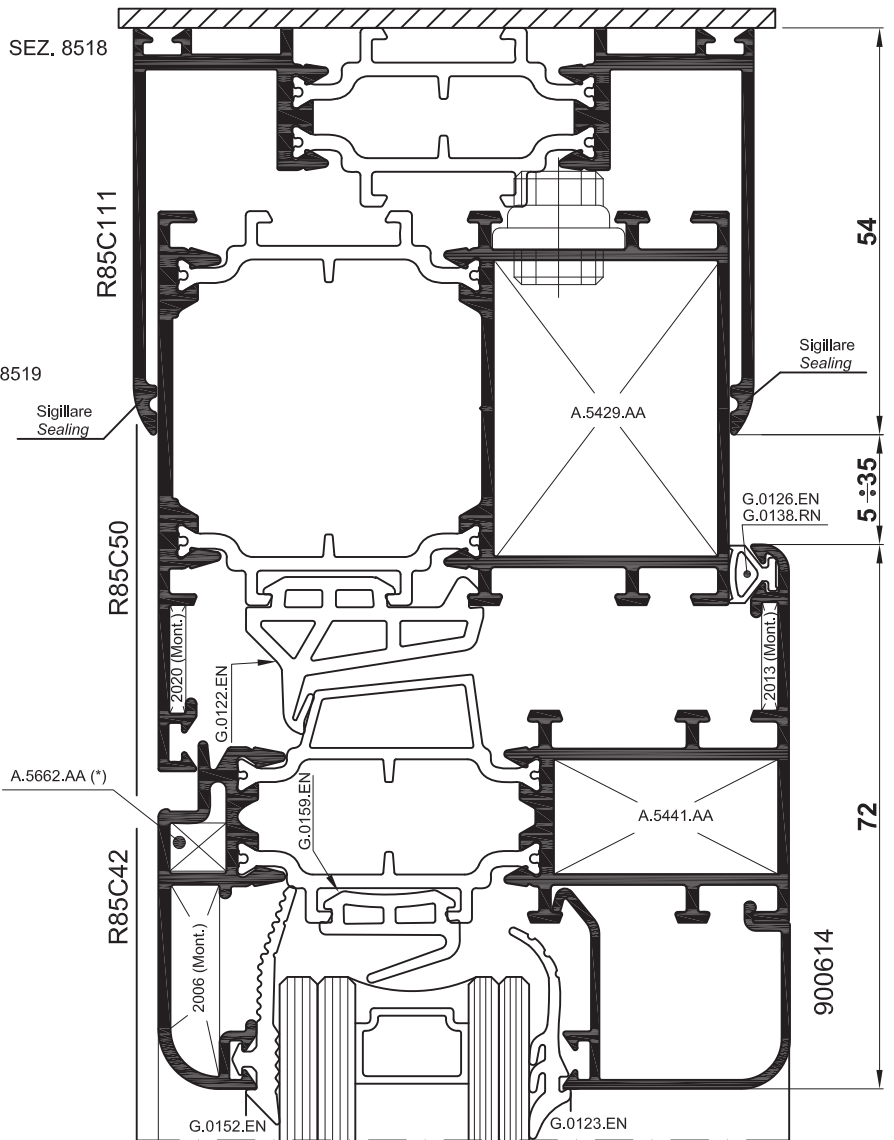 SEZ. 8518
R85C111
54
8519
Sigillare
Sealing
Sigillare
Sealing
A.5429.AA
5 ÷35
G.0126.EN
G.0138.RN
R85C50
2020 (Mont.)
G.0122.EN
2013 (Mont.)
A.5662.AA (*)
G.0159.EN
A.5441.AA
72
R85C42
2006 (Mont.)
900614
G.0152.EN
G.0123.EN